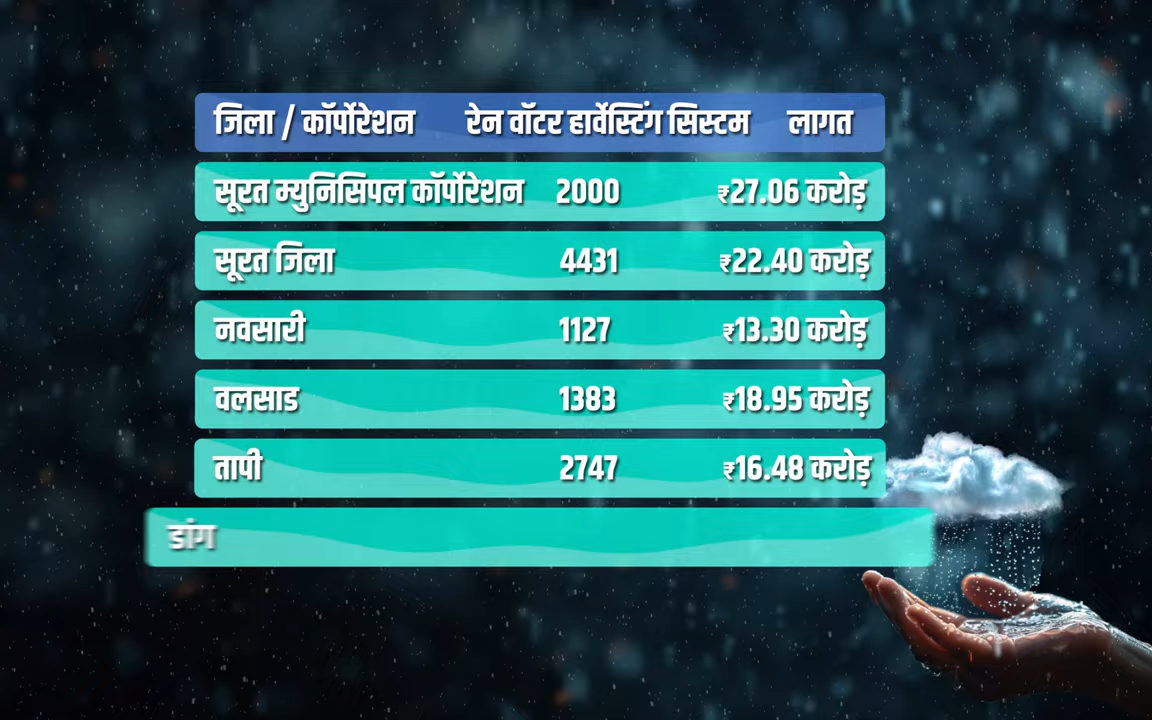 जिला / कॉर्पोरेशन रेन वॉटर हार्वेस्टिंग सिस्टम लागत
सूरत म्युनिसिपल कॉर्पोरेशन 2000 ₹27.06 करोड़
सूरत जिला 4431 ₹22.40 करोड़
नवसारी 1127 ₹13.30 करोड़
वलसाड 1383 ₹18.95 करोड़
तापी 2747 ₹16.48 करोड़
डांग